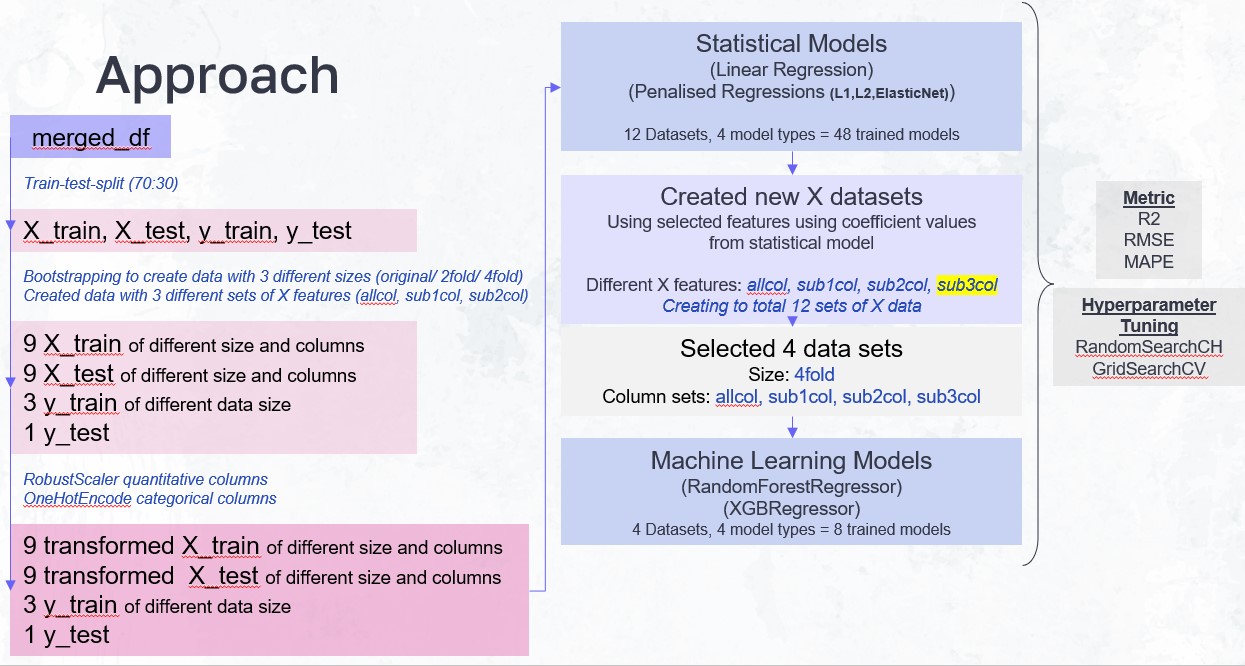 Approach
merged_df
Train-test-split (70:30)
X_train, X_test, y_train, y_test
Bootstrapping to create data with 3 different sizes (original/ 2fold/ 4fold)
Created data with 3 different sets of X features (allcol, sub1col, sub2col)
9 X_train of different size and columns
9 X_test of different size and columns
3 y_train of different data size
1 y_test
RobustScaler quantitative columns
OneHotEncode categorical columns
9 transformed X_train of different size and columns
9 transformed X_test of different size and columns
3 y_train of different data size
1 y_test
Statistical Models
(Linear Regression)
(Penalised Regressions (L1,L2,ElasticNet))
12 Datasets, 4 model types = 48 trained models
Created new X datasets
Using selected features using coefficient values
from statistical model
Different X features: allcol, sub1col, sub2col, sub3col
Creating to total 12 sets of X data
Selected 4 data sets
Size: 4fold
Column sets: allcol, sub1col, sub2col, sub3col
Machine Learning Models
(RandomForestRegressor)
(XGBRegressor)
4 Datasets, 4 model types = 8 trained models
Metric
R2
RMSE
MAPE
Hyperparameter
Tuning
RandomSearchCH
GridSearchCV